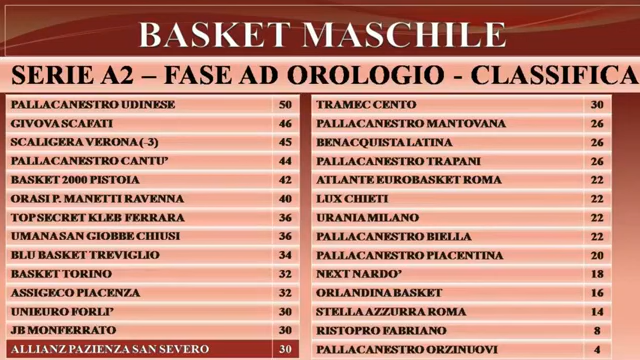 BASKET MASCHILE
SERIE A2 – FASE AD OROLOGIO - CLASSIFICA
PALLACANESTRO UDINESE 50
GIVOVA SCAFATI 46
SCALIGERA VERONA (-3) 45
PALLACANESTRO CANTU' 44
BASKET 2000 PISTOIA 42
ORASI P. MANETTI RAVENNA 40
TOP SECRET KLEB FERRARA 36
UMANA SAN GIOBBE CHIUSI 36
BLU BASKET TREVIGLIO 34
BASKET TORINO 32
ASSIGECO PIACENZA 32
UNIEURO FORLI' 30
JB MONFERRATO 30
ALLIANZ PAZIENZA SAN SEVERO 30
TRAMEC CENTO 30
PALLACANESTRO MANTOVANA 26
BENACQUISTA LATINA 26
PALLACANESTRO TRAPANI 26
ATLANTE EUROBASKET ROMA 22
LUX CHIETI 22
URANIA MILANO 22
PALLACANESTRO BIELLA 22
PALLACANESTRO PIACENTINA 20
NEXT NARDO' 18
ORLANDINA BASKET 16
STELLA AZZURRA ROMA 14
RISTOPRO FABRIANO 8
PALLACANESTRO ORZINUOVI 4